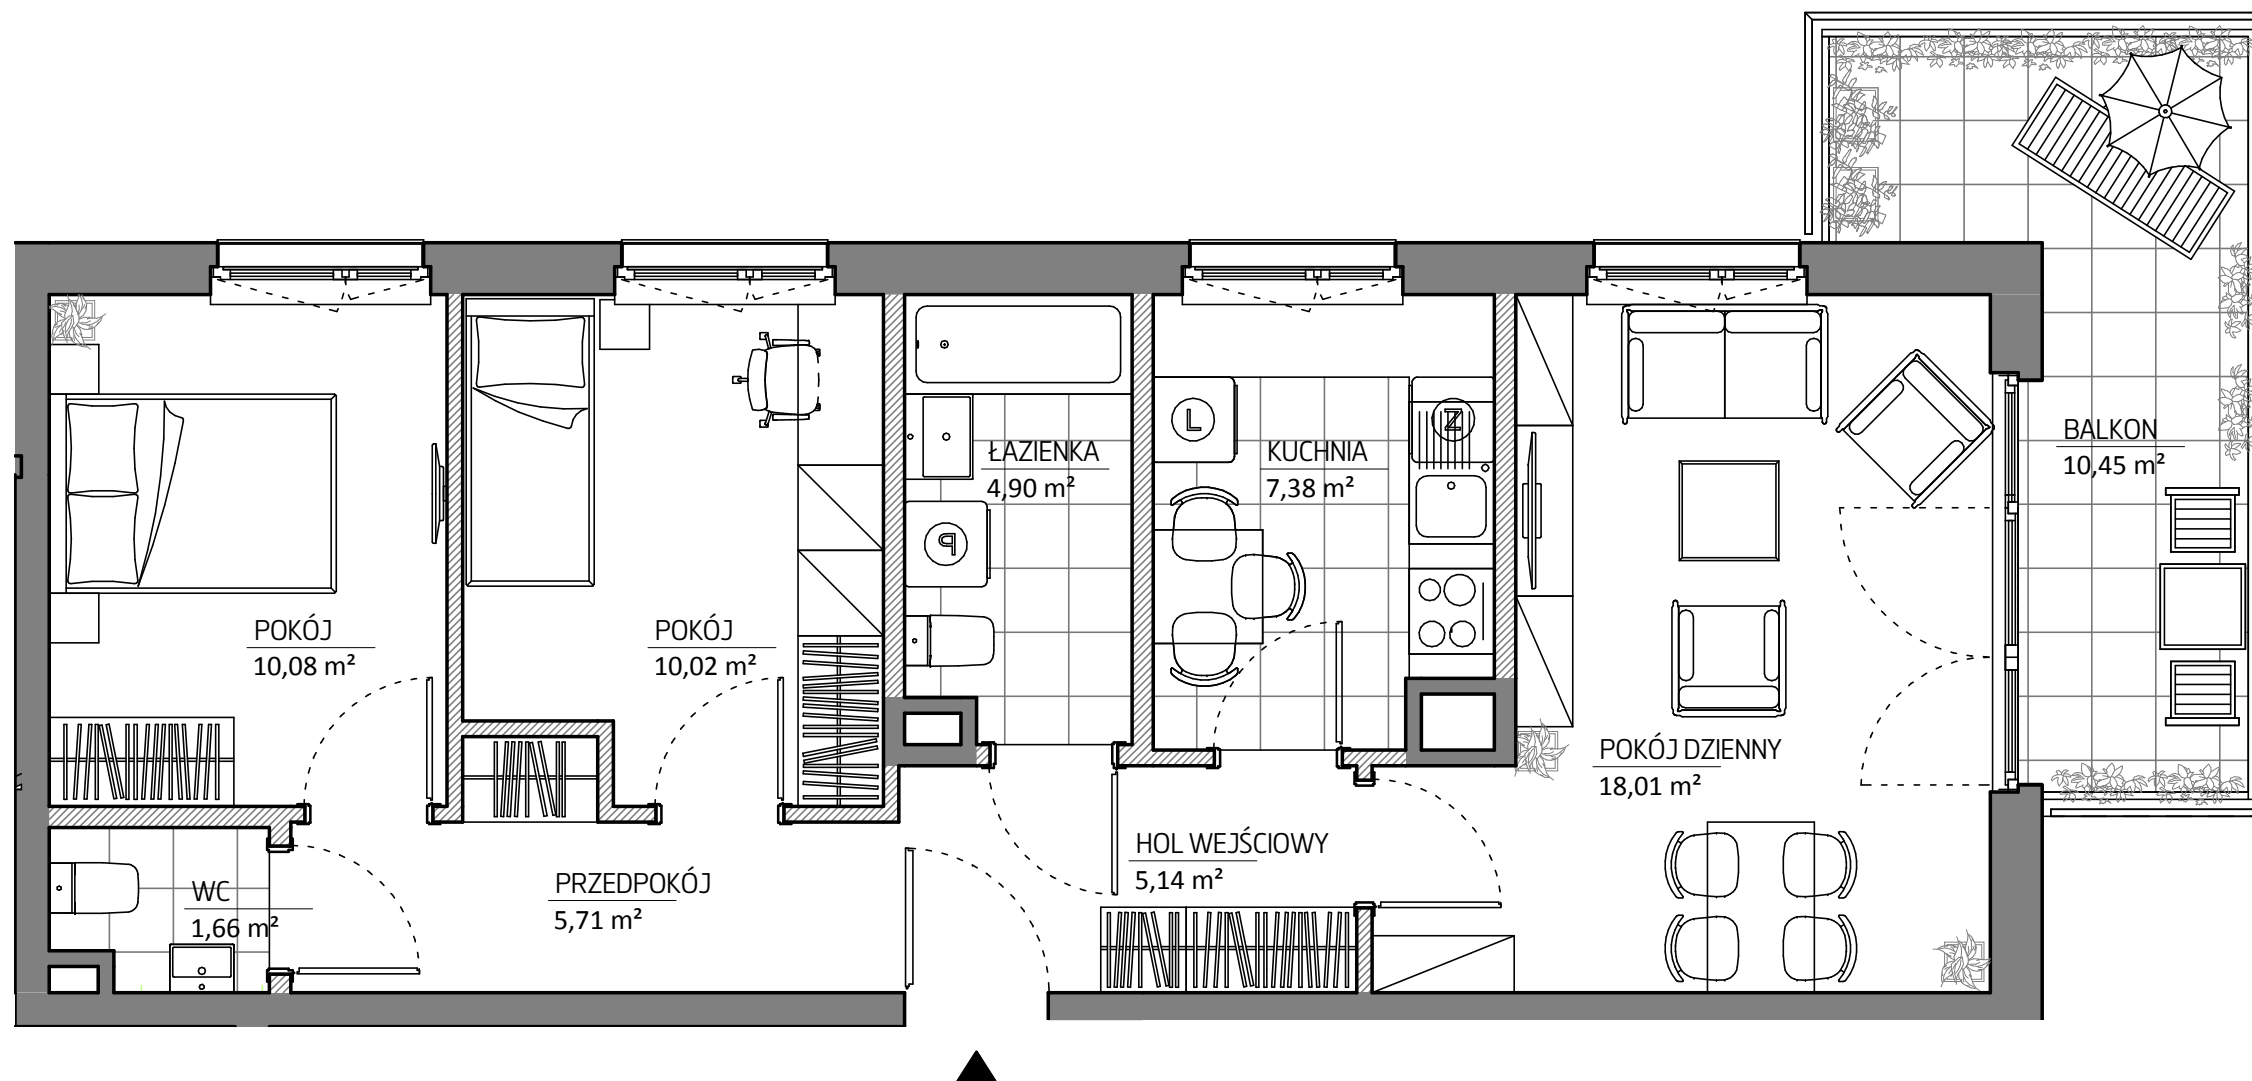 BALKON
10,45 m²
ŁAZIENKA
4,90 m²
KUCHNIA
7,38 m²
L
Z
P
POKÓJ
10,08 m²
POKÓJ
10,02 m²
POKÓJ DZIENNY
18,01 m²
HOL WEJŚCIOWY
5,14 m²
PRZEDPOKÓJ
5,71 m²
WC
1,66 m²